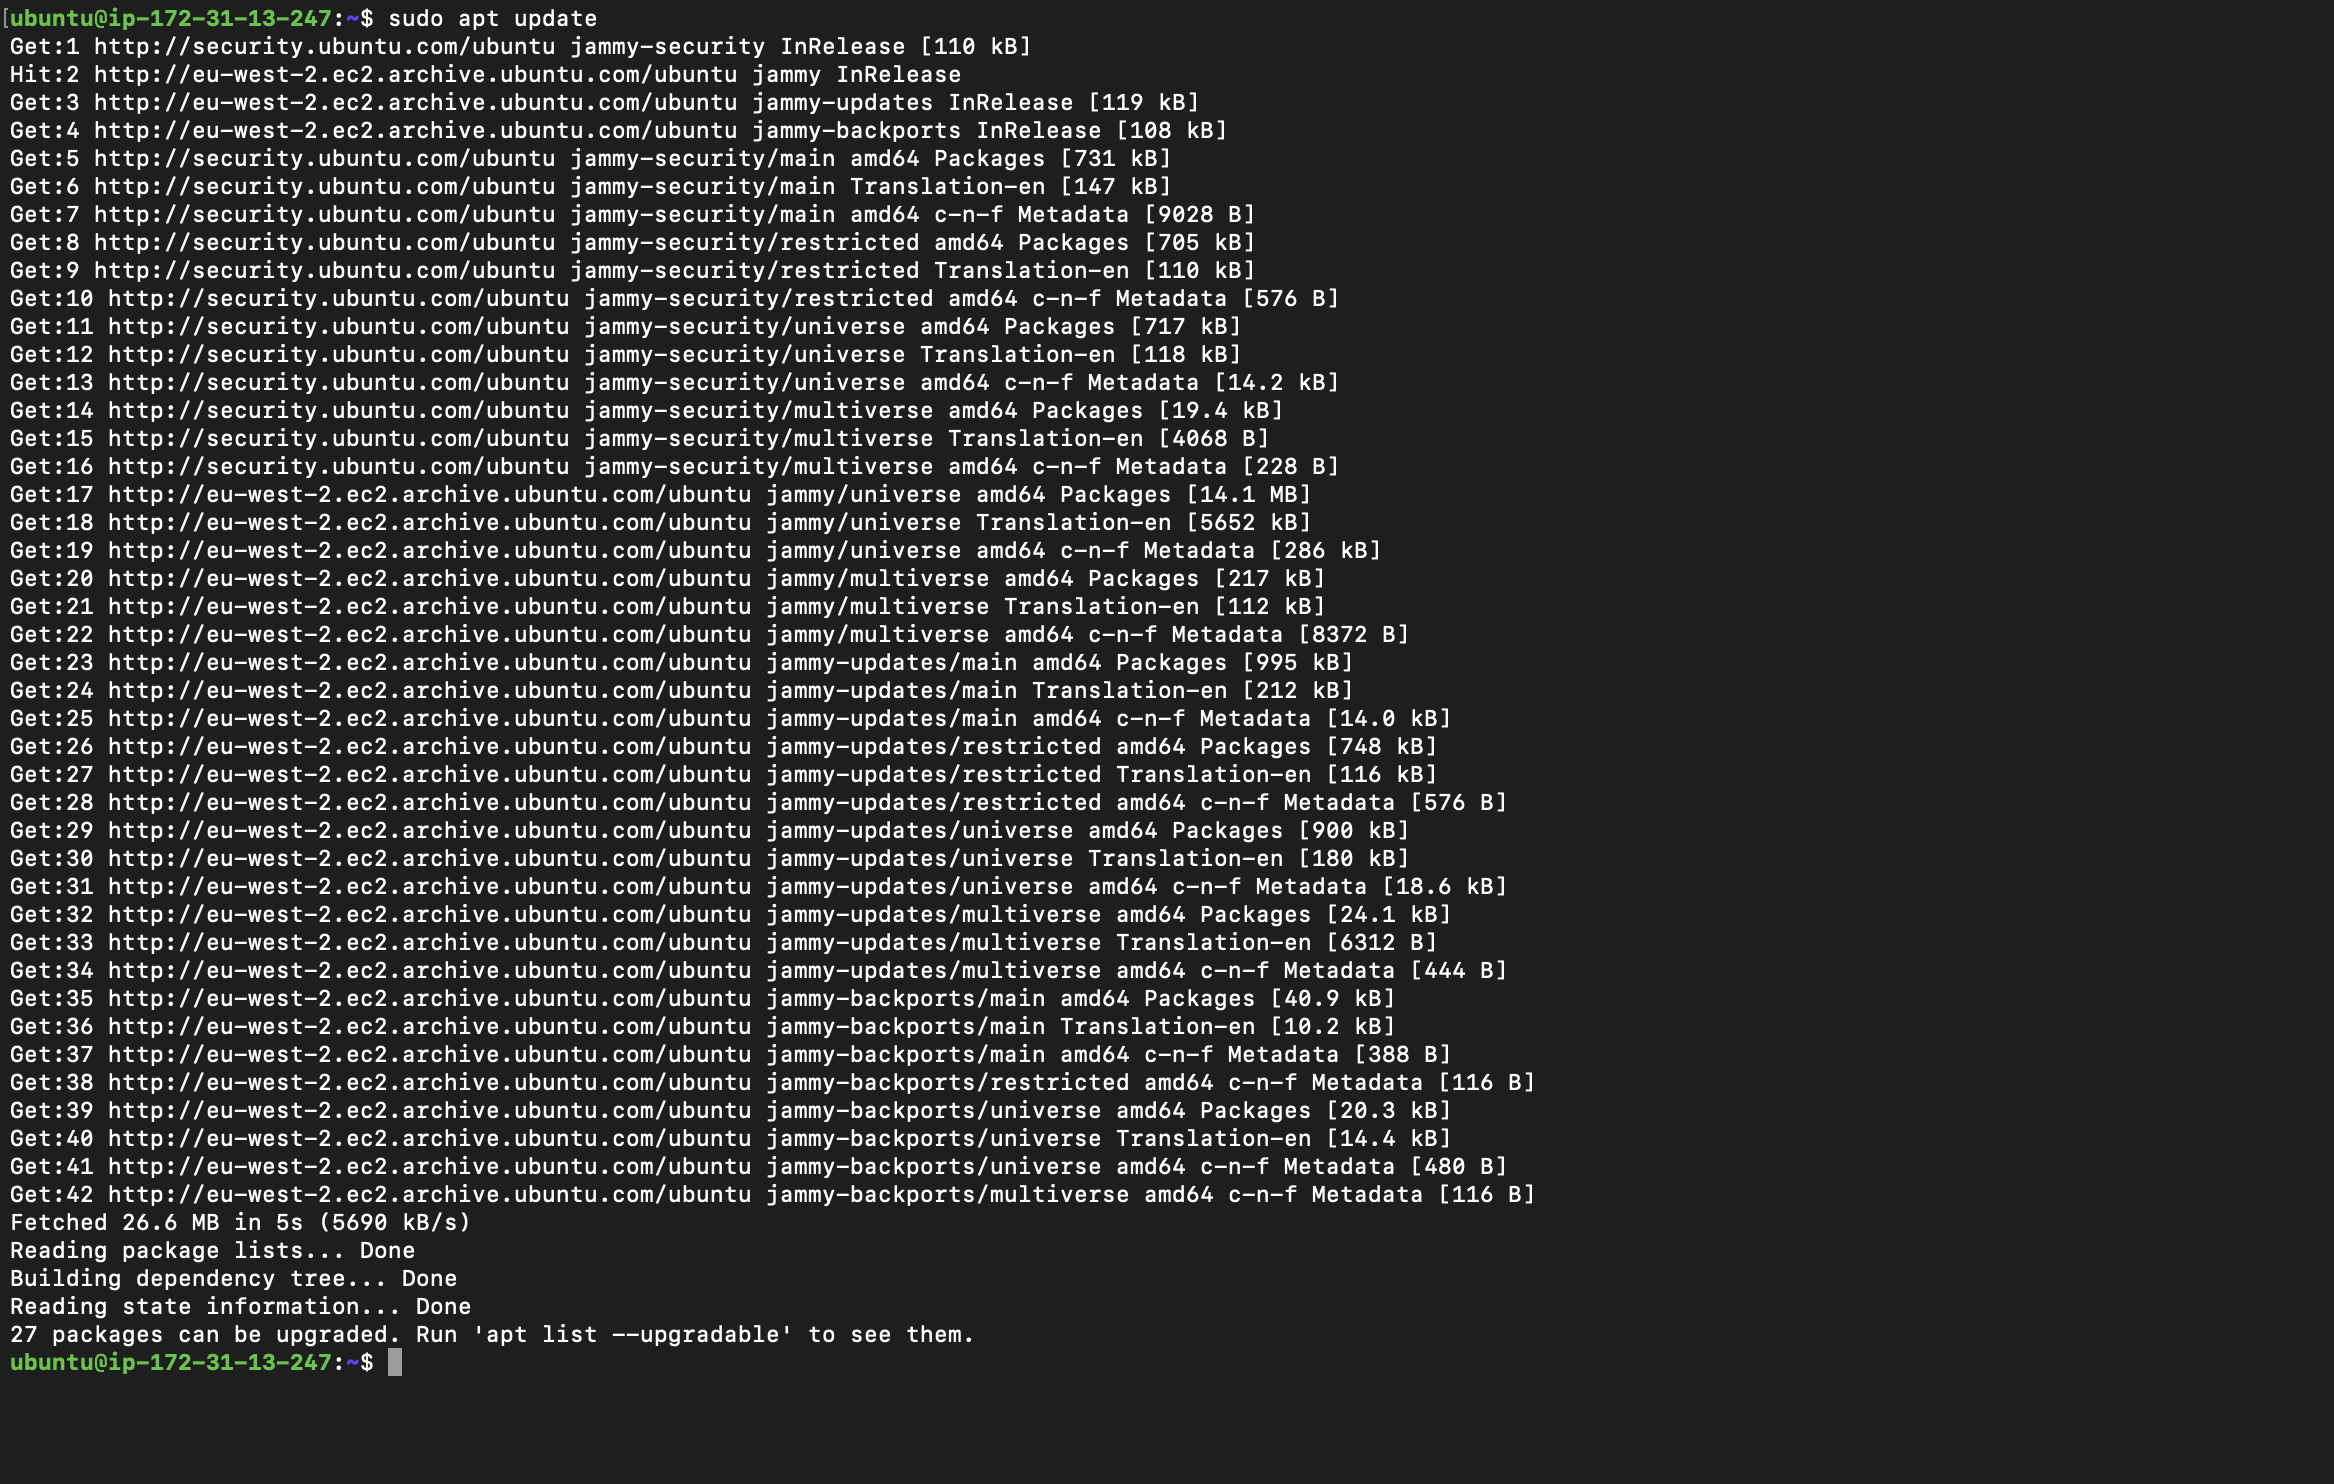 [ubuntu@ip-172-31-13-247:~$ sudo apt update
Get:1 http://security.ubuntu.com/ubuntu jammy-security InRelease [110 kB]
Hit:2 http://eu-west-2.ec2.archive.ubuntu.com/ubuntu jammy InRelease
Get:3 http://eu-west-2.ec2.archive.ubuntu.com/ubuntu jammy-updates InRelease [119 kB]
Get:4 http://eu-west-2.ec2.archive.ubuntu.com/ubuntu jammy-backports InRelease [108 kB]
Get:5 http://security.ubuntu.com/ubuntu jammy-security/main amd64 Packages [731 kB]
Get:6 http://security.ubuntu.com/ubuntu jammy-security/main Translation-en [147 kB]
Get:7 http://security.ubuntu.com/ubuntu jammy-security/main amd64 c-n-f Metadata [9028 B]
Get:8 http://security.ubuntu.com/ubuntu jammy-security/restricted amd64 Packages [705 kB]
Get:9 http://security.ubuntu.com/ubuntu jammy-security/restricted Translation-en [110 kB]
Get:10 http://security.ubuntu.com/ubuntu jammy-security/restricted amd64 c-n-f Metadata [576 B]
Get:11 http://security.ubuntu.com/ubuntu jammy-security/universe amd64 Packages [717 kB]
Get:12 http://security.ubuntu.com/ubuntu jammy-security/universe Translation-en [118 kB]
Get:13 http://security.ubuntu.com/ubuntu jammy-security/universe amd64 c-n-f Metadata [14.2 kB]
Get:14 http://security.ubuntu.com/ubuntu jammy-security/multiverse amd64 Packages [19.4 kB]
Get:15 http://security.ubuntu.com/ubuntu jammy-security/multiverse Translation-en [4068 B]
Get:16 http://security.ubuntu.com/ubuntu jammy-security/multiverse amd64 c-n-f Metadata [228 B]
Get:17 http://eu-west-2.ec2.archive.ubuntu.com/ubuntu jammy/universe amd64 Packages [14.1 MB]
Get:18 http://eu-west-2.ec2.archive.ubuntu.com/ubuntu jammy/universe Translation-en [5652 kB]
Get:19 http://eu-west-2.ec2.archive.ubuntu.com/ubuntu jammy/universe amd64 c-n-f Metadata [286 kB]
Get:20 http://eu-west-2.ec2.archive.ubuntu.com/ubuntu jammy/multiverse amd64 Packages [217 kB]
Get:21 http://eu-west-2.ec2.archive.ubuntu.com/ubuntu jammy/multiverse Translation-en [112 kB]
Get:22 http://eu-west-2.ec2.archive.ubuntu.com/ubuntu jammy/multiverse amd64 c-n-f Metadata [8372 B]
Get:23 http://eu-west-2.ec2.archive.ubuntu.com/ubuntu jammy-updates/main amd64 Packages [995 kB]
Get:24 http://eu-west-2.ec2.archive.ubuntu.com/ubuntu jammy-updates/main Translation-en [212 kB]
Get:25 http://eu-west-2.ec2.archive.ubuntu.com/ubuntu jammy-updates/main amd64 c-n-f Metadata [14.0 kB]
Get:26 http://eu-west-2.ec2.archive.ubuntu.com/ubuntu jammy-updates/restricted amd64 Packages [748 kB]
Get:27 http://eu-west-2.ec2.archive.ubuntu.com/ubuntu jammy-updates/restricted Translation-en [116 kB]
Get:28 http://eu-west-2.ec2.archive.ubuntu.com/ubuntu jammy-updates/restricted amd64 c-n-f Metadata [576 B]
Get:29 http://eu-west-2.ec2.archive.ubuntu.com/ubuntu jammy-updates/universe amd64 Packages [900 kB]
Get:30 http://eu-west-2.ec2.archive.ubuntu.com/ubuntu jammy-updates/universe Translation-en [180 kB]
Get:31 http://eu-west-2.ec2.archive.ubuntu.com/ubuntu jammy-updates/universe amd64 c-n-f Metadata [18.6 kB]
Get:32 http://eu-west-2.ec2.archive.ubuntu.com/ubuntu jammy-updates/multiverse amd64 Packages [24.1 kB]
Get:33 http://eu-west-2.ec2.archive.ubuntu.com/ubuntu jammy-updates/multiverse Translation-en [6312 B]
Get:34 http://eu-west-2.ec2.archive.ubuntu.com/ubuntu jammy-updates/multiverse amd64 c-n-f Metadata [444 B]
Get:35 http://eu-west-2.ec2.archive.ubuntu.com/ubuntu jammy-backports/main amd64 Packages [40.9 kB]
Get:36 http://eu-west-2.ec2.archive.ubuntu.com/ubuntu jammy-backports/main Translation-en [10.2 kB]
Get:37 http://eu-west-2.ec2.archive.ubuntu.com/ubuntu jammy-backports/main amd64 c-n-f Metadata [388 B]
Get:38 http://eu-west-2.ec2.archive.ubuntu.com/ubuntu jammy-backports/restricted amd64 c-n-f Metadata [116 B]
Get:39 http://eu-west-2.ec2.archive.ubuntu.com/ubuntu jammy-backports/universe amd64 Packages [20.3 kB]
Get:40 http://eu-west-2.ec2.archive.ubuntu.com/ubuntu jammy-backports/universe Translation-en [14.4 kB]
Get:41 http://eu-west-2.ec2.archive.ubuntu.com/ubuntu jammy-backports/universe amd64 c-n-f Metadata [480 B]
Get:42 http://eu-west-2.ec2.archive.ubuntu.com/ubuntu jammy-backports/multiverse amd64 c-n-f Metadata [116 B]
Fetched 26.6 MB in 5s (5690 kB/s)
Reading package lists... Done
Building dependency tree... Done
Reading state information... Done
27 packages can be upgraded. Run 'apt list --upgradable' to see them.
ubuntu@ip-172-31-13-247:~$